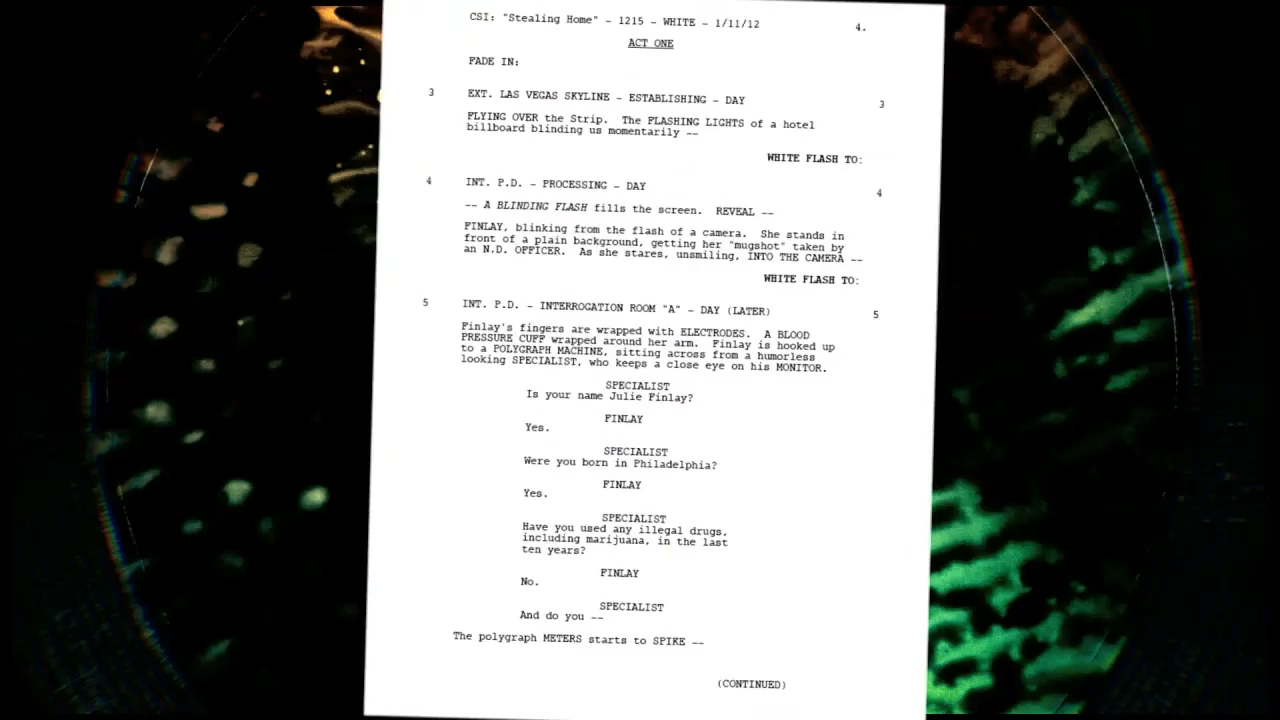 CSI: "Stealing Home" - 1215 - WHITE - 1/11/12 4.
ACT ONE
FADE IN:
3 EXT. LAS VEGAS SKYLINE - ESTABLISHING - DAY 3
FLYING OVER the Strip. The FLASHING LIGHTS of a hotel
billboard blinding us momentarily --
WHITE FLASH TO:
4 INT. P.D. - PROCESSING - DAY 4
-- A BLINDING FLASH fills the screen. REVEAL --
FINLAY, blinking from the flash of a camera. She stands in
front of a plain background, getting her "mugshot" taken by
an N.D. OFFICER. As she stares, unsmiling, INTO THE CAMERA --
WHITE FLASH TO:
5 INT. P.D. - INTERROGATION ROOM "A" - DAY (LATER) 5
Finlay's fingers are wrapped with ELECTRODES. A BLOOD
PRESSURE CUFF wrapped around her arm. Finlay is hooked up
to a POLYGRAPH MACHINE, sitting across from a humorless
looking SPECIALIST, who keeps a close eye on his MONITOR.
SPECIALIST
Is your name Julie Finlay?
FINLAY
Yes.
SPECIALIST
Were you born in Philadelphia?
FINLAY
Yes.
SPECIALIST
Have you used any illegal drugs,
including marijuana, in the last
ten years?
FINLAY
No.
SPECIALIST
And do you --
The polygraph METERS starts to SPIKE --
(CONTINUED)